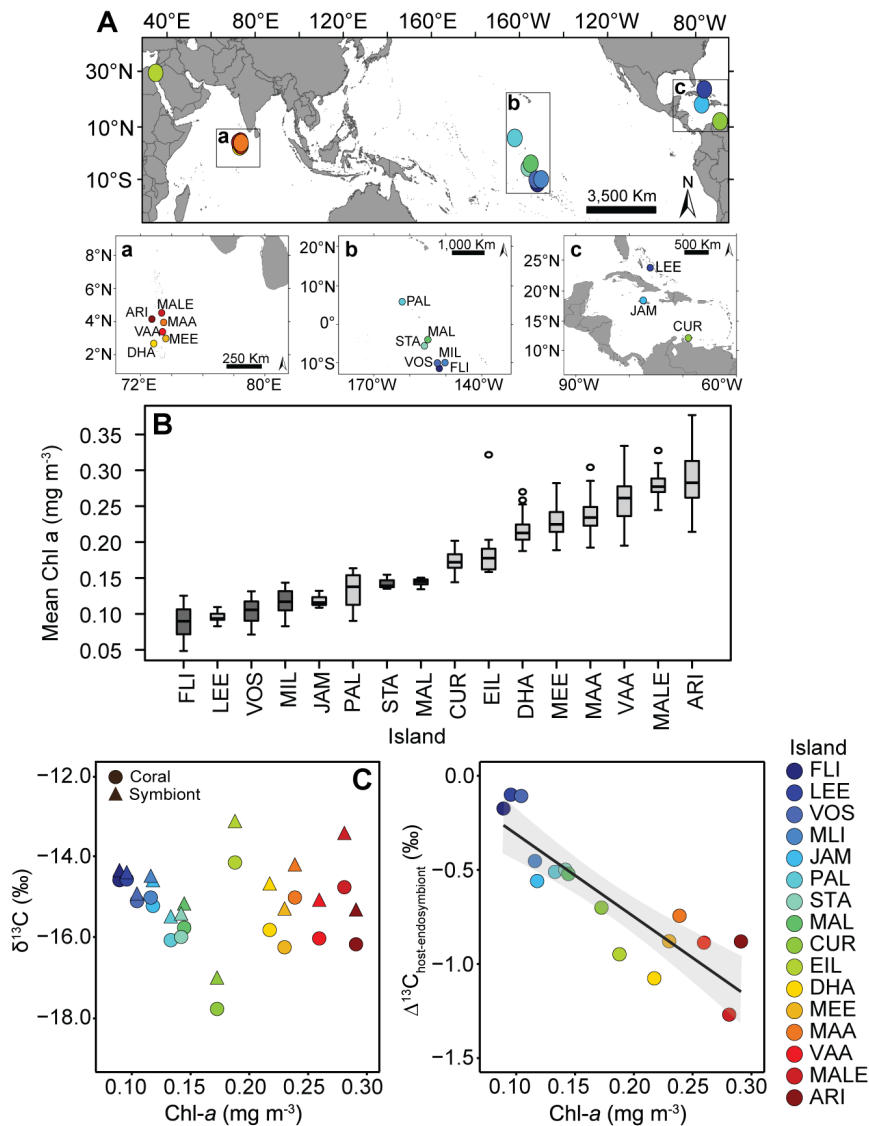 40°E 80°E 120°E 160°E 160°W 120°W 80°W
A
30°N
10°N
10°S
a
b
c
3,500 Km
N
a
8°N
6°N
4°N
2°N
MALE
ARI
MAA
VAA
MEE
DHA
250 Km
72°E 80°E
b
1,000 Km
20°N
10°N
0°
10°S
PAL
MAL
STA
MIL
VOS
FLI
170°W 140°W
c
500 Km
25°N
20°N
15°N
10°N
LEE
JAM
CUR
90°W 60°W
B
Mean Chl a (mg m-3)
0.35
0.30
0.25
0.20
0.15
0.10
0.05
FLI LEE VOS MIL JAM PAL STA MAL CUR EIL DHA MEE MAA VAA MALE ARI
Island
C
Coral
Symbiont
δ13C (‰)
−12.0
−14.0
−16.0
−18.0
0.10 0.15 0.20 0.25 0.30
Chl-a (mg m-3)
Δ13Chost-endosymbiont (‰)
0.0
−0.5
−1.0
−1.5
0.10 0.15 0.20 0.25 0.30
Chl-a (mg m-3)
Island
FLI
LEE
VOS
MLI
JAM
PAL
STA
MAL
CUR
EIL
DHA
MEE
MAA
VAA
MALE
ARI